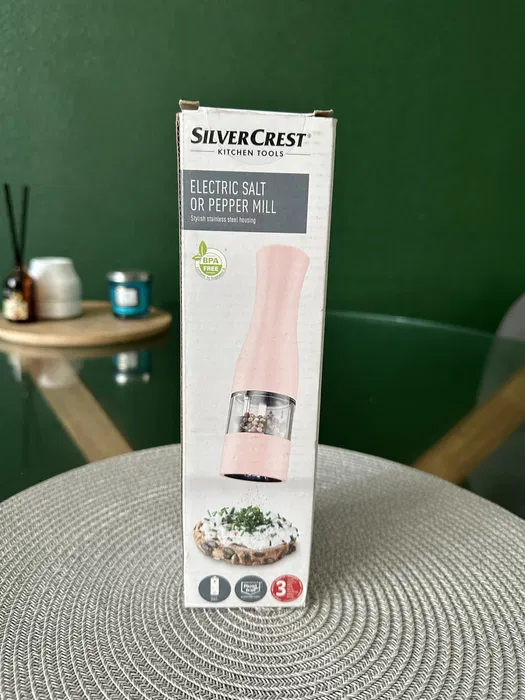 SILVERCREST®
KITCHEN TOOLS
ELECTRIC SALT
OR PEPPER MILL
Stylish stainless steel housing
BPA
FREE
3